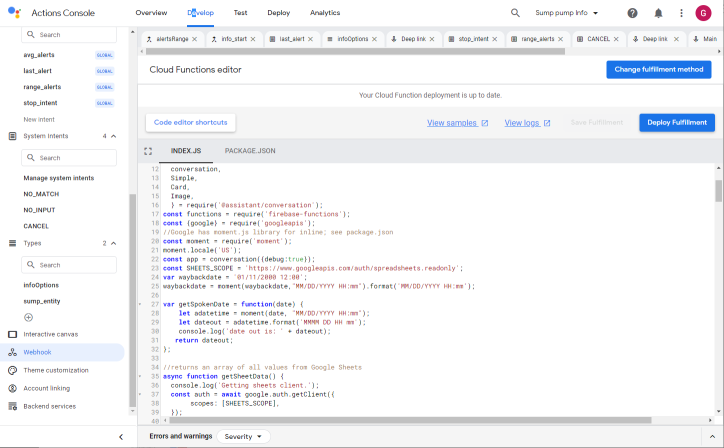 Actions Console
Overview
Develop
Test
Deploy
Analytics
Sump pump Info
G
Search
avg_alerts GLOBAL
last_alert GLOBAL
range_alerts GLOBAL
stop_intent GLOBAL
New intent
System Intents 4
Search
Manage system intents
NO_MATCH
NO_INPUT
CANCEL
Types 2
Search
infoOptions
sump_entity
Interactive canvas
Webhook
Theme customization
Account linking
Backend services
alertsRange
info_start
last_alert
infoOptions
Deep link
stop_intent
range_alerts
CANCEL
Deep link
Main
Cloud Functions editor
Change fulfillment method
Your Cloud Function deployment is up to date.
Code editor shortcuts
View samples
View logs
Save Fulfillment
Deploy Fulfillment
INDEX.JS
PACKAGE.JSON
12 conversation,
13 Simple,
14 Card,
15 Image,
16 } = require('@assistant/conversation');
17 const functions = require('firebase-functions');
18 const {google} = require('googleapis');
19 //Google has moment.js library for inline; see package.json
20 const moment = require('moment');
21 moment.locale('US');
22 const app = conversation({debug:true});
23 const SHEETS_SCOPE = 'https://www.googleapis.com/auth/spreadsheets.readonly';
24 var waybackdate = '01/11/2000 12:00';
25 waybackdate = moment(waybackdate,"MM/DD/YYYY HH:mm").format('MM/DD/YYYY HH:mm');
26
27 var getSpokenDate = function(date) {
28 let adatetime = moment(date, "MM/DD/YYYY HH:mm");
29 let dateout = adatetime.format('MMMM DD HH mm');
30 console.log('date out is: ' + dateout);
31 return dateout;
32 };
33
34 //returns an array of all values from Google Sheets
35 async function getSheetData() {
36 console.log('Getting sheets client.');
37 const auth = await google.auth.getClient({
38 scopes: [SHEETS_SCOPE],
39 });
40
Errors and warnings
Severity